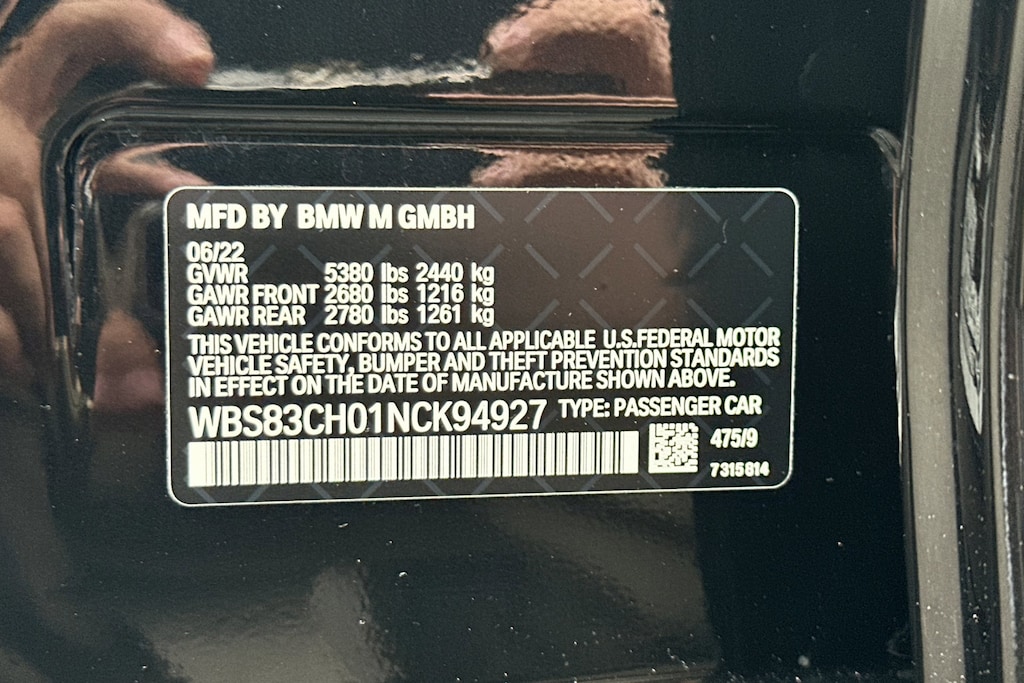 MFD BY BMW M GMBH
06/22
GVWR 5380 lbs 2440 kg
GAWR FRONT 2680 lbs 1216 kg
GAWR REAR 2780 lbs 1261 kg
THIS VEHICLE CONFORMS TO ALL APPLICABLE U.S.FEDERAL MOTOR
VEHICLE SAFETY, BUMPER AND THEFT PREVENTION STANDARDS
IN EFFECT ON THE DATE OF MANUFACTURE SHOWN ABOVE.
WBS83CH01NCK94927 TYPE: PASSENGER CAR
475/9
7315814